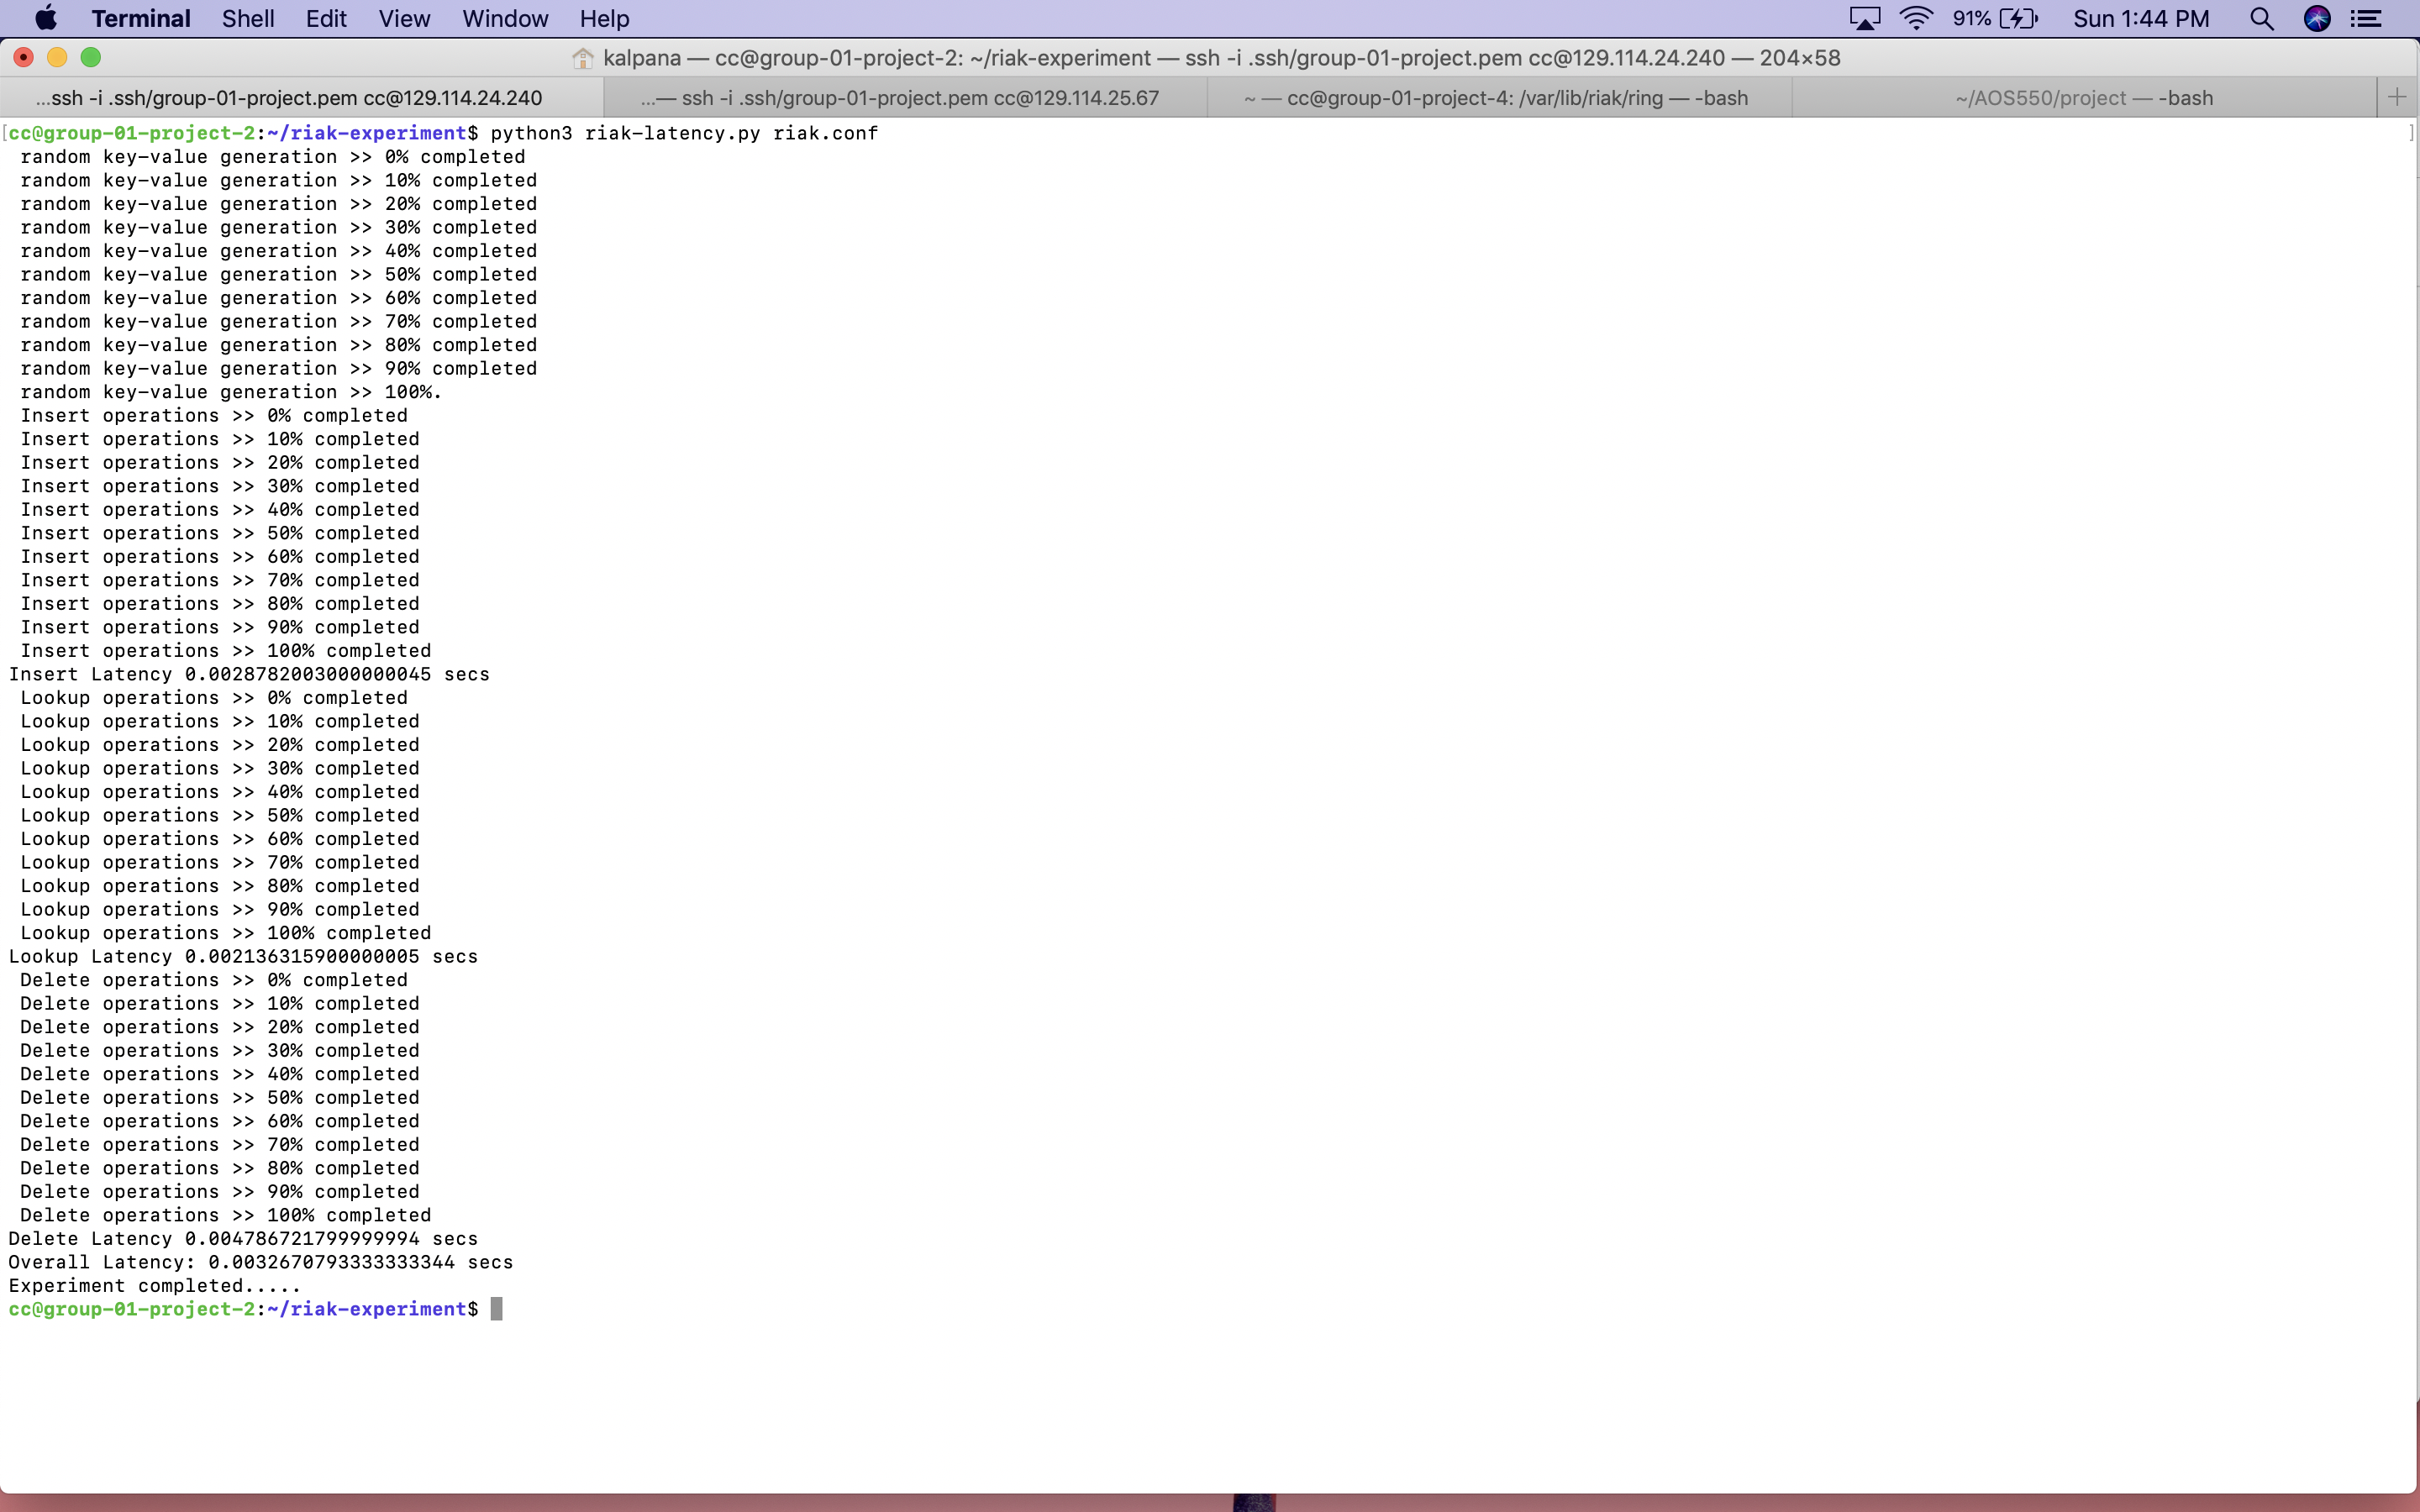 Terminal Shell Edit View Window Help 91% Sun 1:44 PM
kalpana — cc@group-01-project-2: ~/riak-experiment — ssh -i .ssh/group-01-project.pem cc@129.114.24.240 — 204×58
...ssh -i .ssh/group-01-project.pem cc@129.114.24.240 ...— ssh -i .ssh/group-01-project.pem cc@129.114.25.67 ~ — cc@group-01-project-4: /var/lib/riak/ring — -bash ~/AOS550/project — -bash +
[cc@group-01-project-2:~/riak-experiment$ python3 riak-latency.py riak.conf ]
random key-value generation >> 0% completed
random key-value generation >> 10% completed
random key-value generation >> 20% completed
random key-value generation >> 30% completed
random key-value generation >> 40% completed
random key-value generation >> 50% completed
random key-value generation >> 60% completed
random key-value generation >> 70% completed
random key-value generation >> 80% completed
random key-value generation >> 90% completed
random key-value generation >> 100%.
Insert operations >> 0% completed
Insert operations >> 10% completed
Insert operations >> 20% completed
Insert operations >> 30% completed
Insert operations >> 40% completed
Insert operations >> 50% completed
Insert operations >> 60% completed
Insert operations >> 70% completed
Insert operations >> 80% completed
Insert operations >> 90% completed
Insert operations >> 100% completed
Insert Latency 0.0028782003000000045 secs
Lookup operations >> 0% completed
Lookup operations >> 10% completed
Lookup operations >> 20% completed
Lookup operations >> 30% completed
Lookup operations >> 40% completed
Lookup operations >> 50% completed
Lookup operations >> 60% completed
Lookup operations >> 70% completed
Lookup operations >> 80% completed
Lookup operations >> 90% completed
Lookup operations >> 100% completed
Lookup Latency 0.002136315900000005 secs
Delete operations >> 0% completed
Delete operations >> 10% completed
Delete operations >> 20% completed
Delete operations >> 30% completed
Delete operations >> 40% completed
Delete operations >> 50% completed
Delete operations >> 60% completed
Delete operations >> 70% completed
Delete operations >> 80% completed
Delete operations >> 90% completed
Delete operations >> 100% completed
Delete Latency 0.004786721799999994 secs
Overall Latency: 0.0032670793333333344 secs
Experiment completed.....
cc@group-01-project-2:~/riak-experiment$